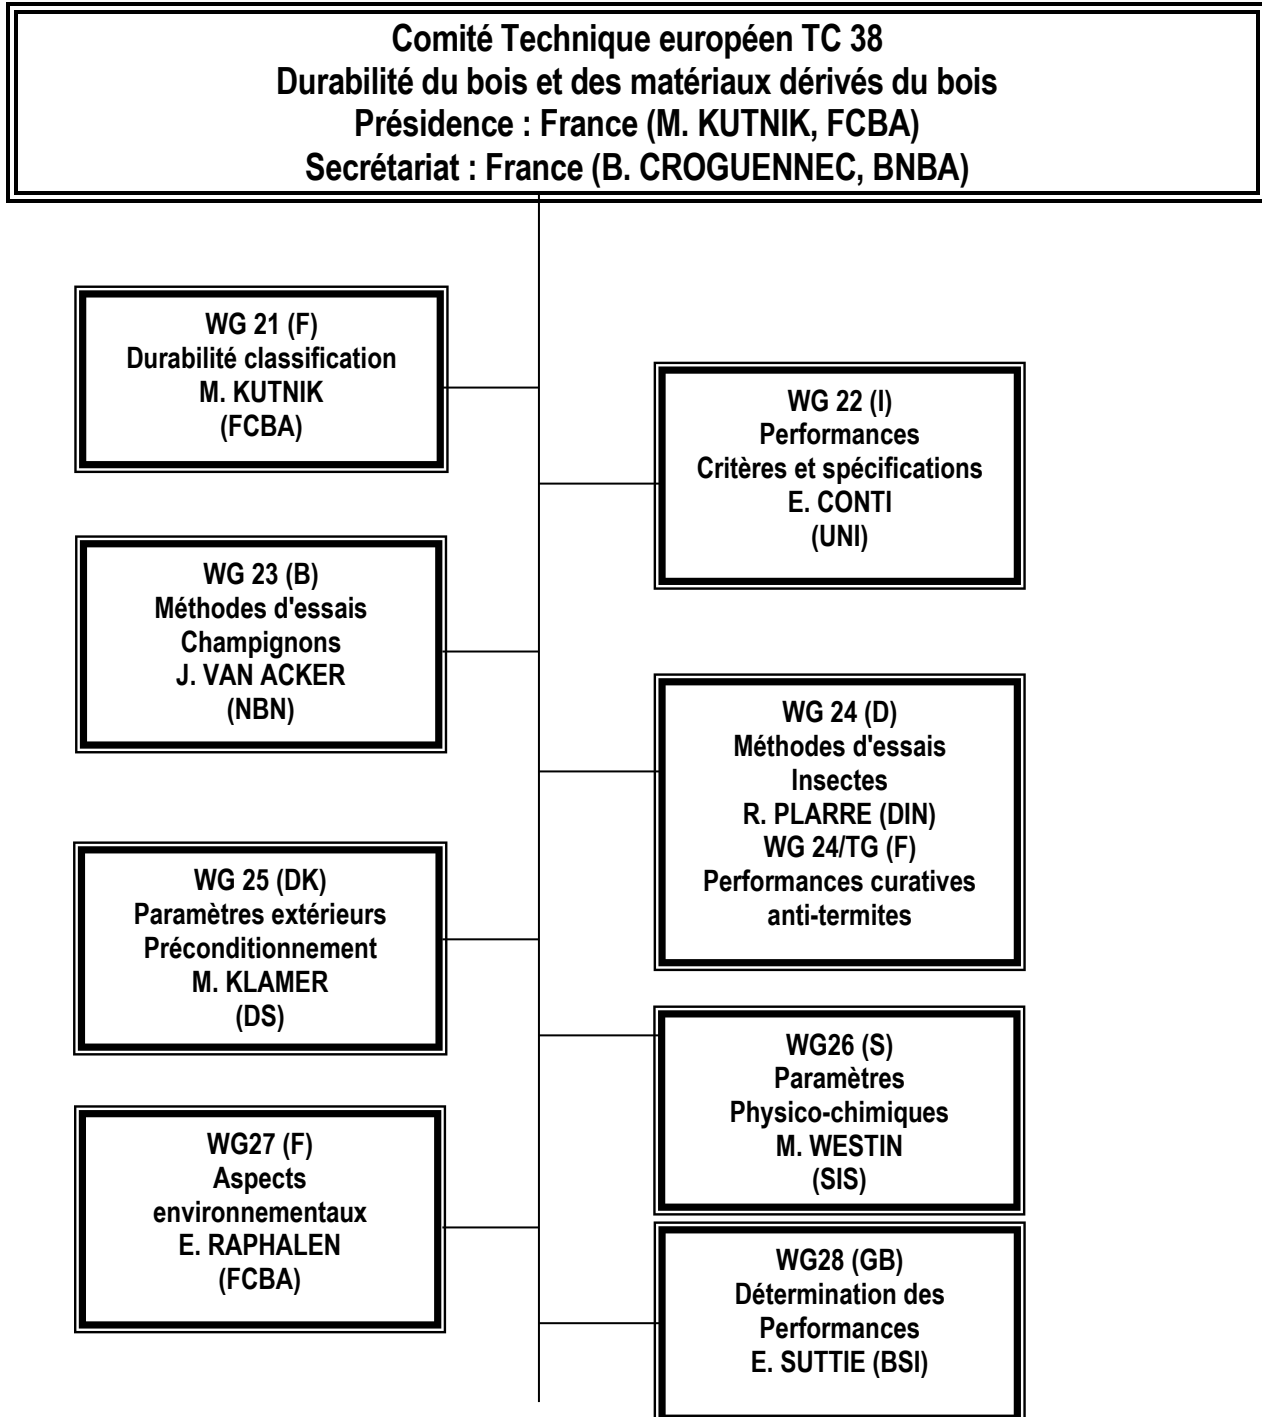 Comité Technique européen TC 38
Durabilité du bois et des matériaux dérivés du bois
Présidence : France (M. KUTNIK, FCBA)
Secrétariat : France (B. CROGUENNEC, BNBA)
WG 21 (F)
Durabilité classification
M. KUTNIK
(FCBA)
WG 22 (I)
Performances
Critères et spécifications
E. CONTI
(UNI)
WG 23 (B)
Méthodes d'essais
Champignons
J. VAN ACKER
(NBN)
WG 24 (D)
Méthodes d'essais
Insectes
R. PLARRE (DIN)
WG 24/TG (F)
Performances curatives
anti-termites
WG 25 (DK)
Paramètres extérieurs
Préconditionnement
M. KLAMER
(DS)
WG26 (S)
Paramètres
Physico-chimiques
M. WESTIN
(SIS)
WG27 (F)
Aspects
environnementaux
E. RAPHALEN
(FCBA)
WG28 (GB)
Détermination des
Performances
E. SUTTIE (BSI)